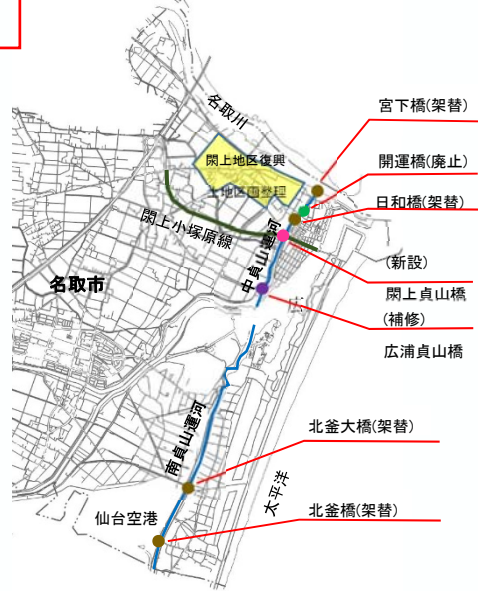 名取川
宮下橋(架替)
閖上地区復興
土地区画整理
開運橋(廃止)
日和橋(架替)
閖上小塚原線
中貞山運河
(新設)
閖上貞山橋
名取市
広
(補修)
広浦貞山橋
南貞山運河
北釜大橋(架替)
太平洋
仙台空港
北釜橋(架替)